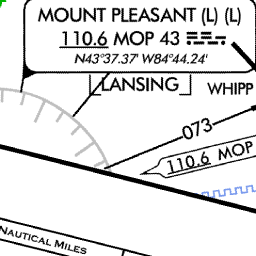 MOUNT PLEASANT (L) (L)
110.6 MOP 43
N43°37.37' W84°44.24'
LANSING
WHIPP
073
110.6 MOP
NAUTICAL MILES